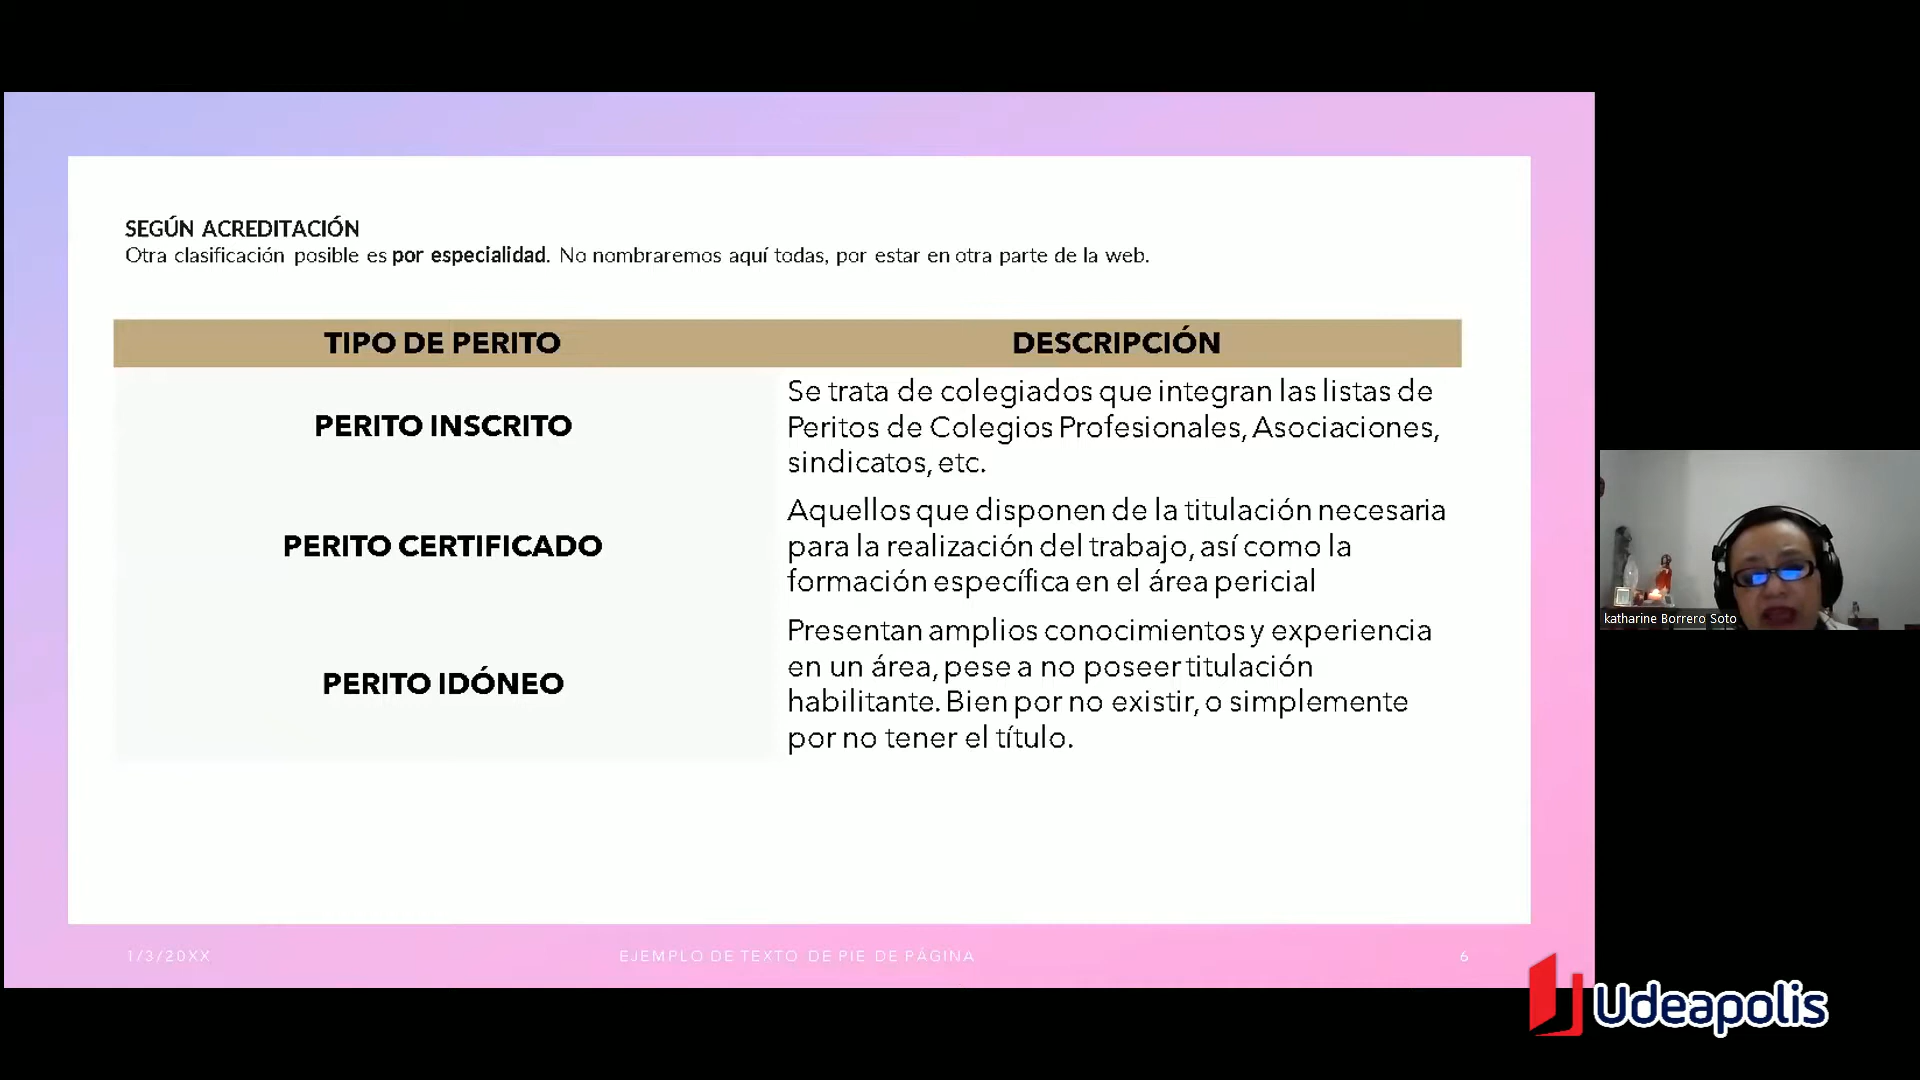 SEGÚN ACREDITACIÓN
Otra clasificación posible es por especialidad. No nombraremos aquí todas, por estar en otra parte de la web.
TIPO DE PERITO
DESCRIPCIÓN
PERITO INSCRITO
Se trata de colegiados que integran las listas de
Peritos de Colegios Profesionales, Asociaciones,
sindicatos, etc.
PERITO CERTIFICADO
Aquellos que disponen de la titulación necesaria
para la realización del trabajo, así como la
formación específica en el área pericial
PERITO IDÓNEO
Presentan amplios conocimientos y experiencia
en un área, pese a no poseer titulación
habilitante. Bien por no existir, o simplemente
por no tener el título.
1/3/20XX
EJEMPLO DE TEXTO DE PIE DE PÁGINA
6
katharine Borrero Soto
Udeapolis